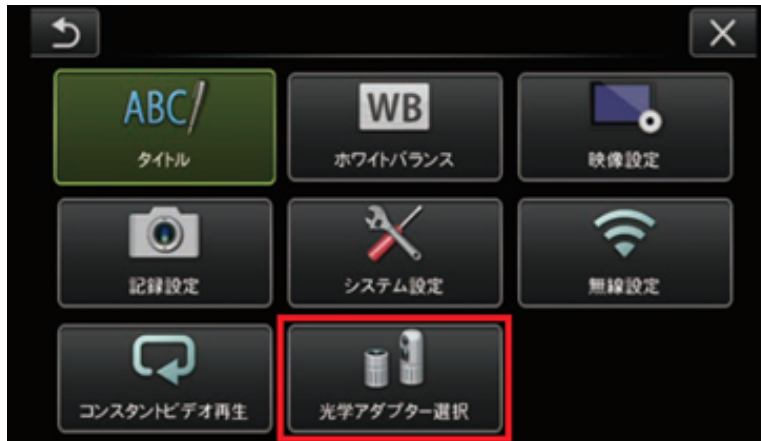 ABC
タイトル
WB
ホワイトバランス
映像設定
記録設定
システム設定
無線設定
コンスタントビデオ再生
光学アダプター選択